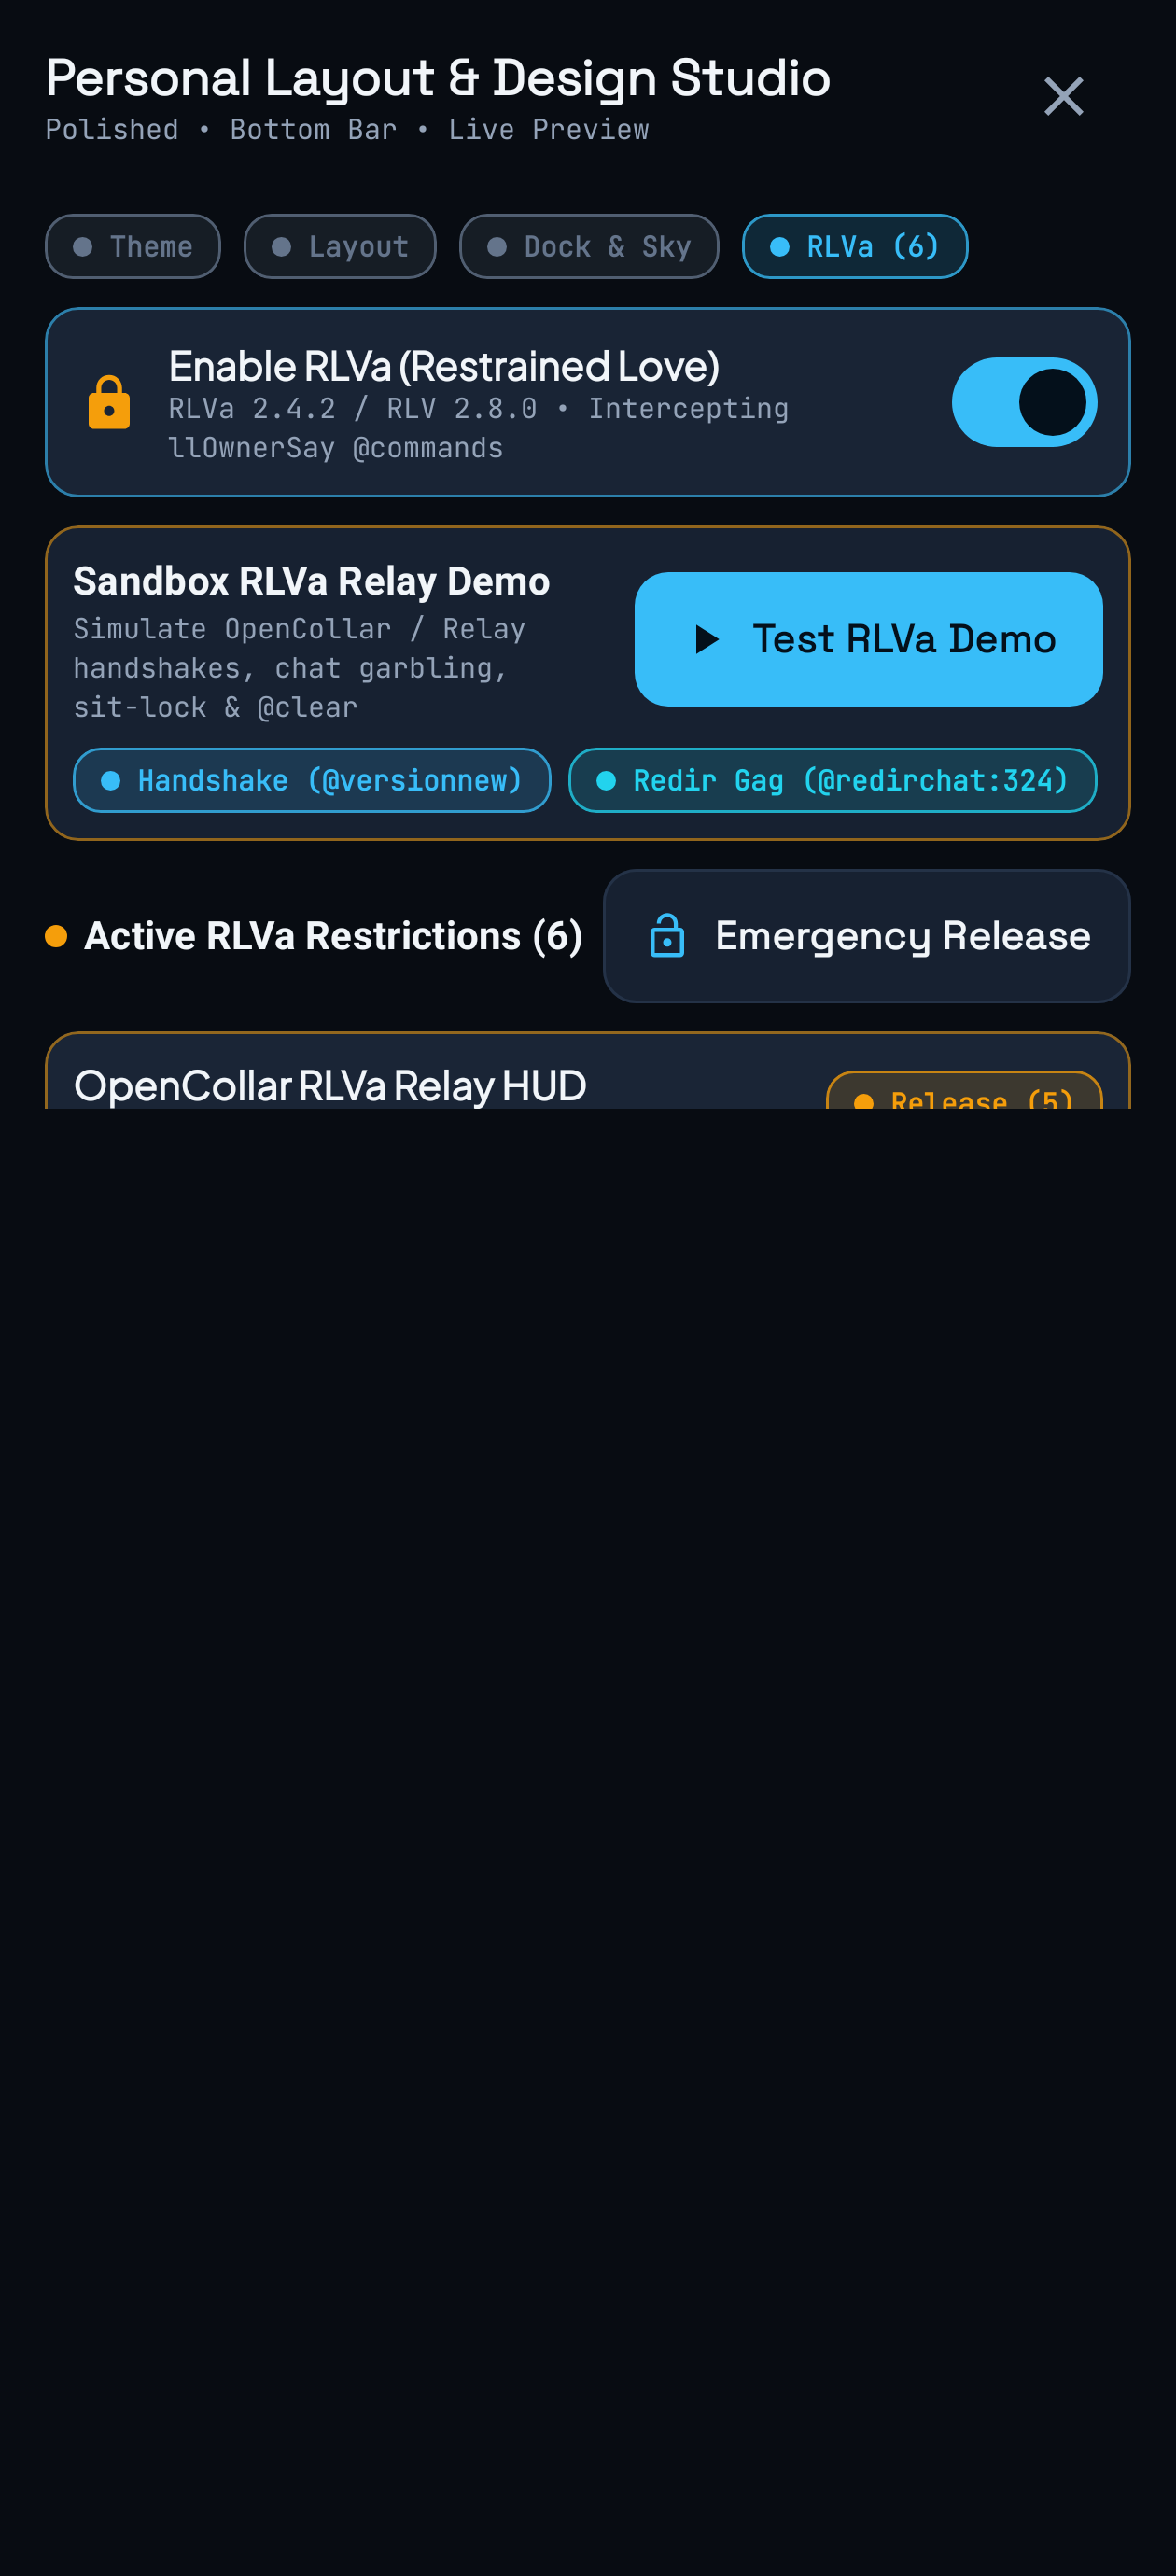 Personal Layout & Design Studio
Polished • Bottom Bar • Live Preview
Theme
Layout
Dock & Sky
RLVa (6)
Enable RLVa (Restrained Love)
RLVa 2.4.2 / RLV 2.8.0 • Intercepting
llOwnerSay @commands
Sandbox RLVa Relay Demo
Simulate OpenCollar / Relay
handshakes, chat garbling,
sit-lock & @clear
Test RLVa Demo
Handshake (@versionnew)
Redir Gag (@redirchat:324)
Active RLVa Restrictions (6)
Emergency Release
OpenCollar RLVa Relay HUD
Release (5)